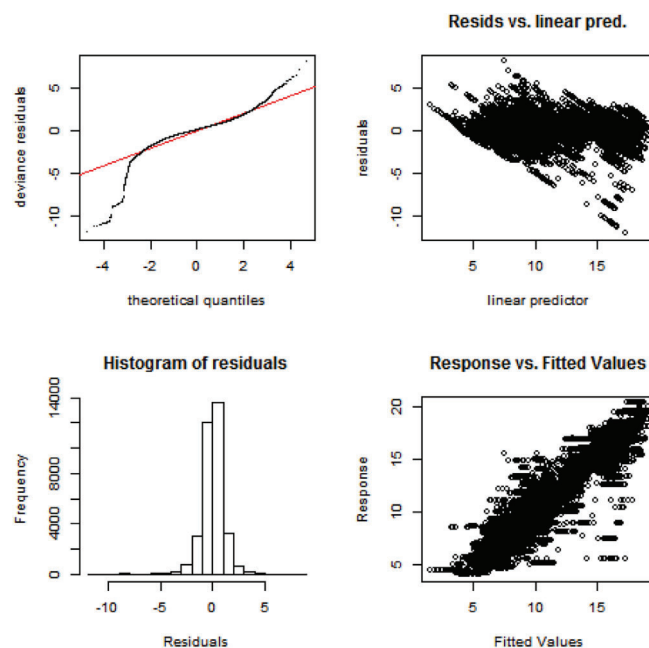 Resids vs. linear pred.
deviance residuals
5
0
-5
-10
-4 -2 0 2 4
theoretical quantiles
residuals
5
0
-5
-10
5 10 15
linear predictor
Histogram of residuals
Frequency
14000
8000
4000
0
-10 -5 0 5
Residuals
Response vs. Fitted Values
Response
20
15
10
5
5 10 15
Fitted Values